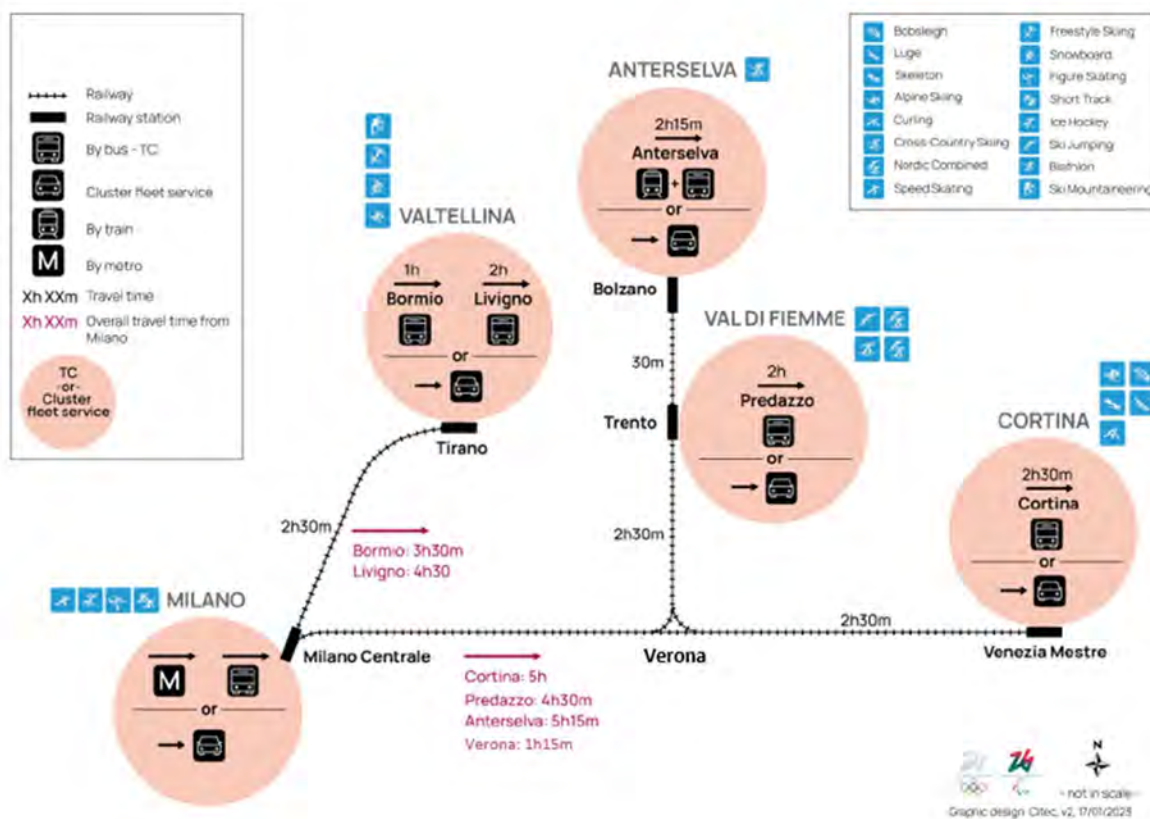 Railway
Railway station
By bus - TC
Cluster fleet service
By train
M
By metro
Xh XXm Travel time
Xh XXm Overall travel time from
Milano
TC
-or-
Cluster
fleet service
Bobsleigh
Luge
Skeleton
Alpine Skiing
Curling
Cross-Country Skiing
Nordic Combined
Speed Skating
Freestyle Skiing
Snowboard
Figure Skating
Short Track
Ice Hockey
Ski Jumping
Biathlon
Ski Mountaineering
ANTERSELVA
2h15m
Anterselva
+
or
Bolzano
VALTELLINA
1h
Bormio
2h
Livigno
or
Tirano
30m
VAL DI FIEMME
2h
Predazzo
or
Trento
CORTINA
2h30m
Cortina
or
Venezia Mestre
2h30m
Bormio: 3h30m
Livigno: 4h30
2h30m
2h30m
MILANO
M
or
Milano Centrale
Verona
Cortina: 5h
Predazzo: 4h30m
Anterselva: 5h15m
Verona: 1h15m
N
- not in scale -
Graphic design: Citec, v2, 17/01/2023